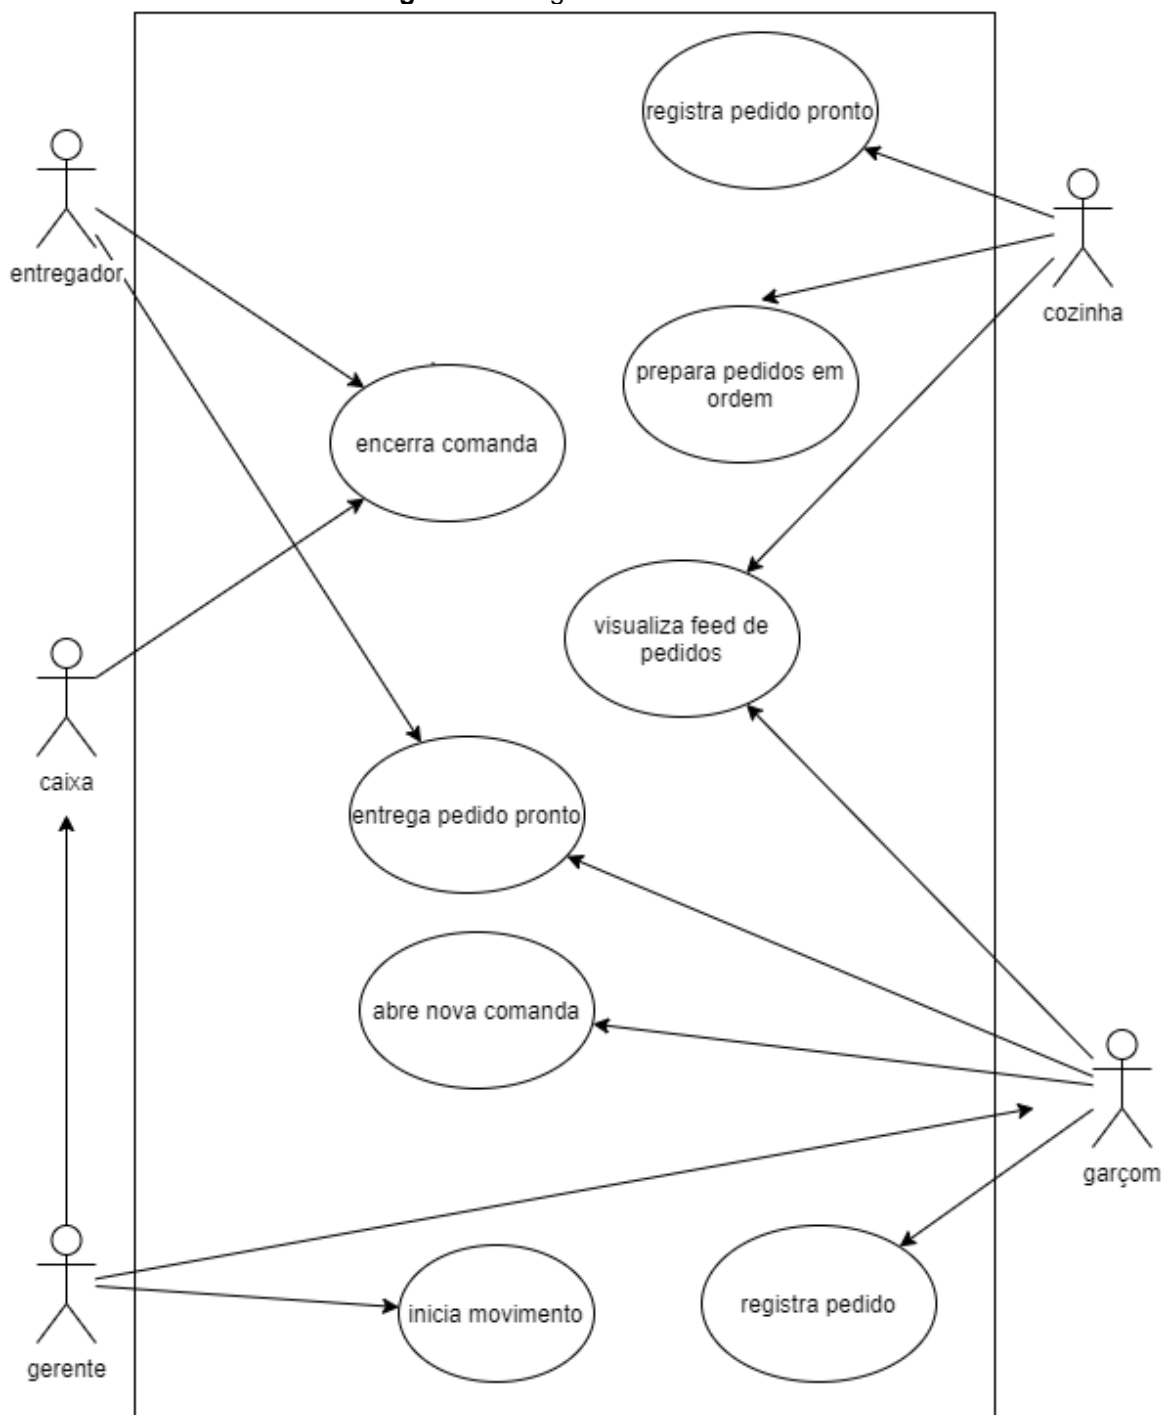 registra pedido pronto
entregador
cozinha
prepara pedidos em
ordem
encerra comanda
visualiza feed de
pedidos
caixa
entrega pedido pronto
abre nova comanda
garçom
registra pedido
inicia movimento
gerente